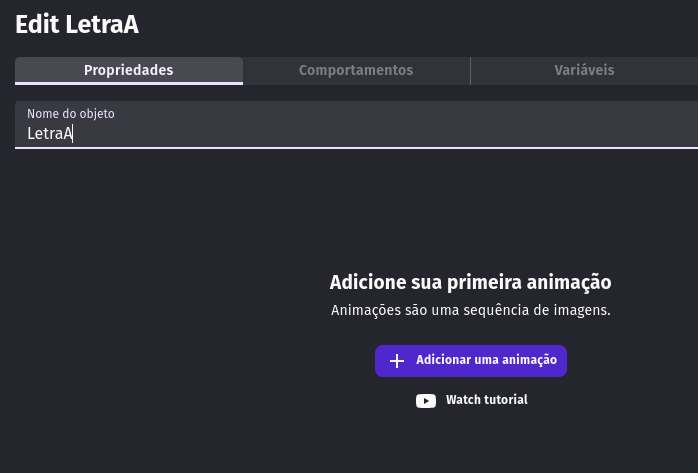 Edit LetraA
Propriedades
Comportamentos
Variáveis
Nome do objeto
LetraA
Adicione sua primeira animação
Animações são uma sequência de imagens.
Adicionar uma animação
Watch tutorial